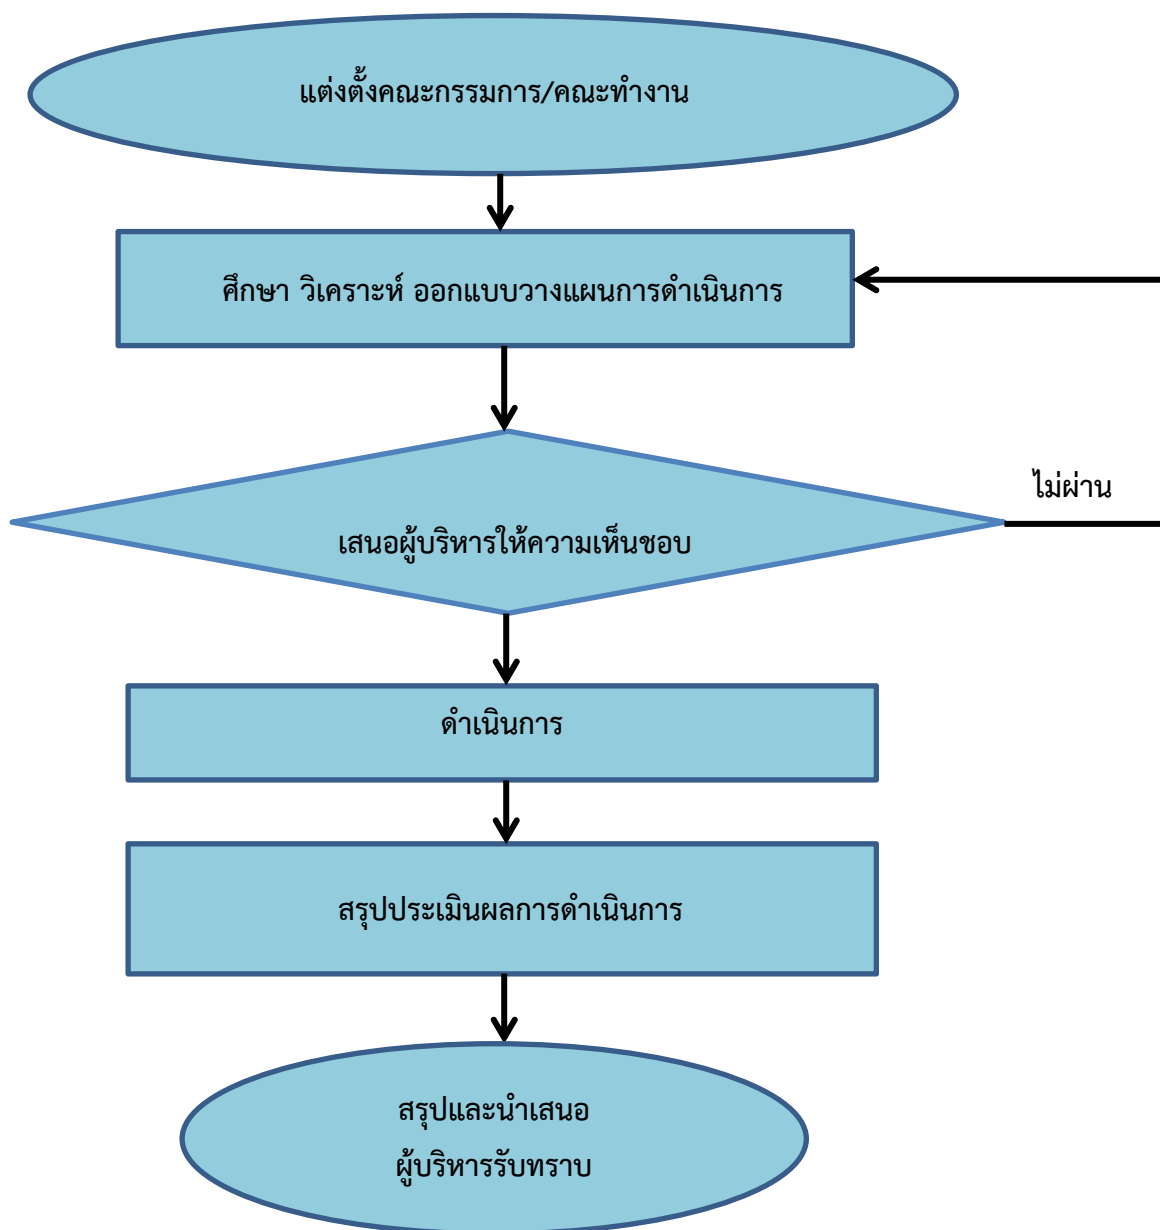 แต่งตั้งคณะกรรมการ/คณะทำงาน
ศึกษา วิเคราะห์ ออกแบบวางแผนการดำเนินการ
ไม่ผ่าน
เสนอผู้บริหารให้ความเห็นชอบ
ดำเนินการ
สรุปประเมินผลการดำเนินการ
สรุปและนำเสนอ
ผู้บริหารรับทราบ